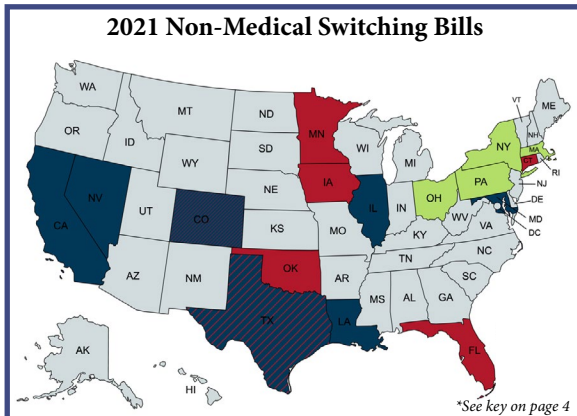 2021 Non-Medical Switching Bills
WA
MT
ND
MN
VT
ME
OR
ID
SD
WI
NH
NY
MA
WY
MI
CT
RI
IA
PA
NJ
NE
NV
OH
DE
UT
IL
IN
MD
CA
CO
WV
DC
KS
MO
VA
KY
NC
TN
AZ
NM
OK
AR
SC
MS
AL
GA
TX
LA
AK
FL
HI
*See key on page 4